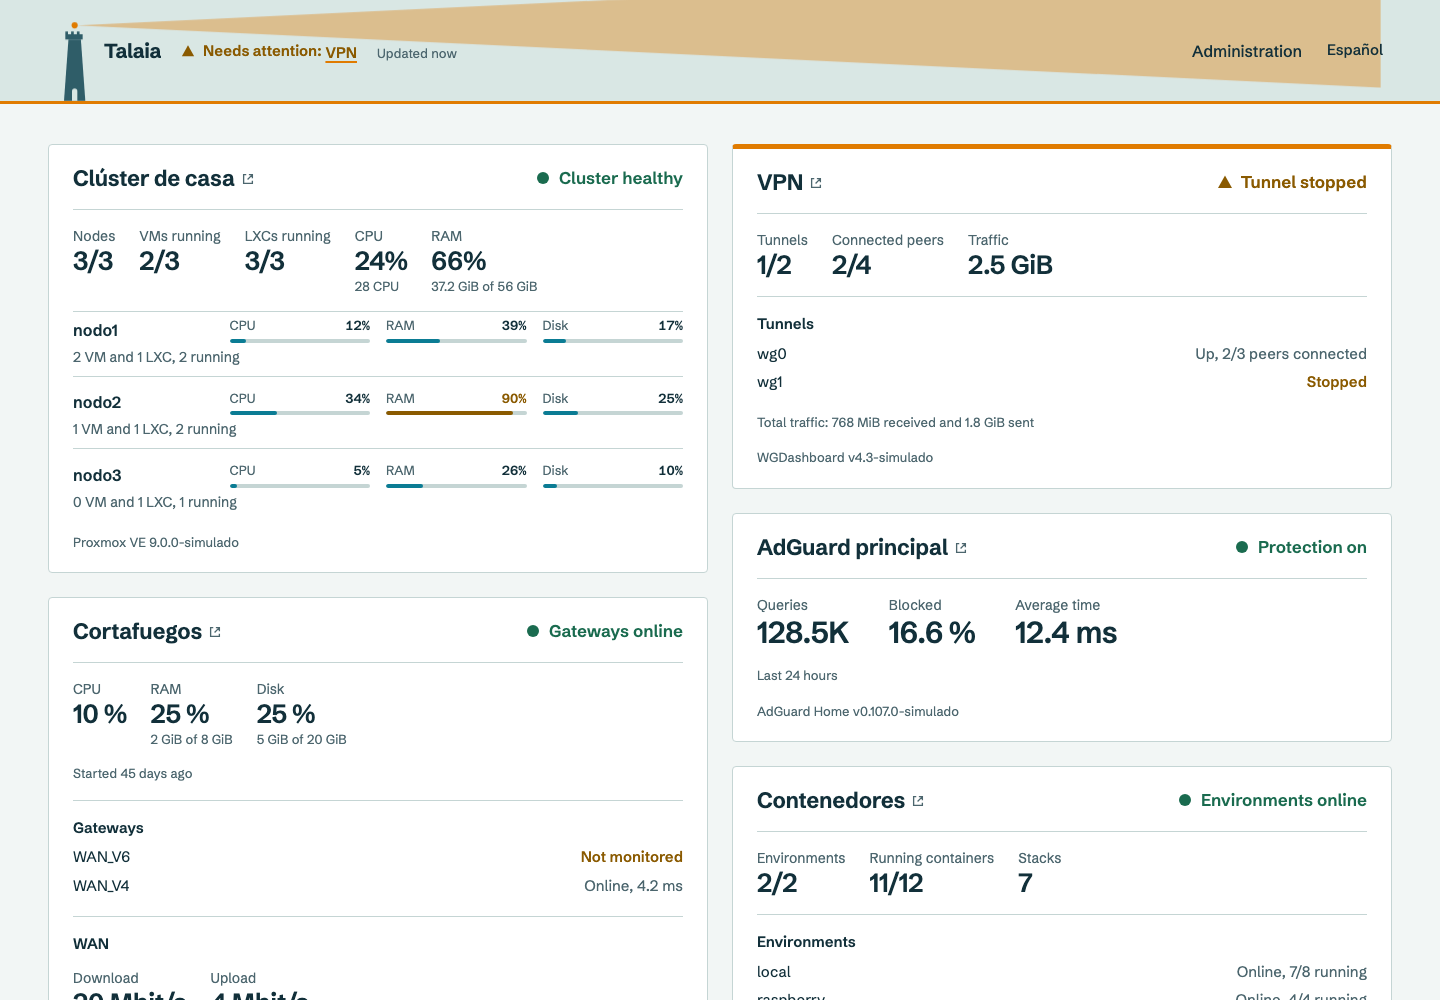 Talaia
Needs attention: VPN
Updated now
Administration
Español
Clúster de casa
Cluster healthy
Nodes VMs running LXCs running CPU RAM
3/3 2/3 3/3 24% 66%
28 CPU 37.2 GiB of 56 GiB
nodo1 CPU 12% RAM 39% Disk 17%
2 VM and 1 LXC, 2 running
nodo2 CPU 34% RAM 90% Disk 25%
1 VM and 1 LXC, 2 running
nodo3 CPU 5% RAM 26% Disk 10%
0 VM and 1 LXC, 1 running
Proxmox VE 9.0.0-simulado
Cortafuegos
Gateways online
CPU RAM Disk
10 % 25 % 25 %
2 GiB of 8 GiB 5 GiB of 20 GiB
Started 45 days ago
Gateways
WAN_V6 Not monitored
WAN_V4 Online, 4.2 ms
WAN
Download Upload
20 Mbit/s 4 Mbit/s
VPN
Tunnel stopped
Tunnels Connected peers Traffic
1/2 2/4 2.5 GiB
Tunnels
wg0 Up, 2/3 peers connected
wg1 Stopped
Total traffic: 768 MiB received and 1.8 GiB sent
WGDashboard v4.3-simulado
AdGuard principal
Protection on
Queries Blocked Average time
128.5K 16.6 % 12.4 ms
Last 24 hours
AdGuard Home v0.107.0-simulado
Contenedores
Environments online
Environments Running containers Stacks
2/2 11/12 7
Environments
local Online, 7/8 running
raspberry Online, 4/4 running